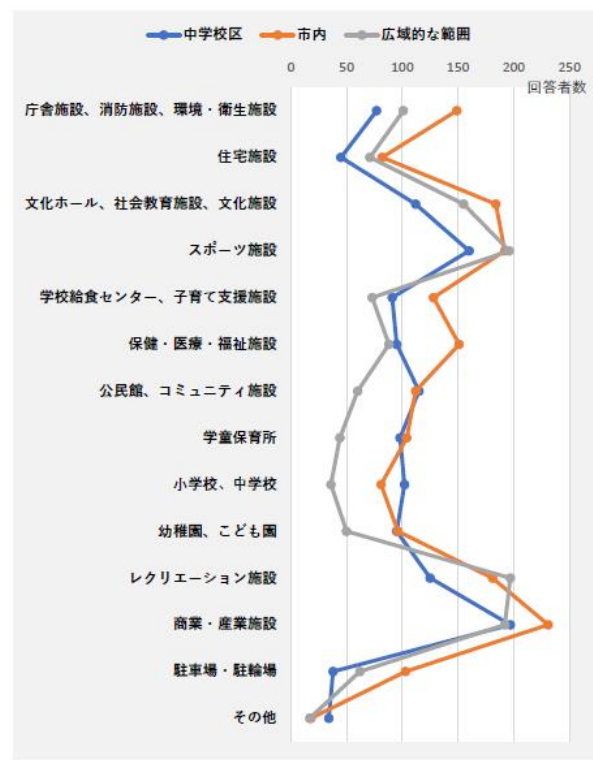 中学校区 市内 広域的な範囲
0 50 100 150 200 250
回答者数
庁舎施設、消防施設、環境・衛生施設
住宅施設
文化ホール、社会教育施設、文化施設
スポーツ施設
学校給食センター、子育て支援施設
保健・医療・福祉施設
公民館、コミュニティ施設
学童保育所
小学校、中学校
幼稚園、こども園
レクリエーション施設
商業・産業施設
駐車場・駐輪場
その他